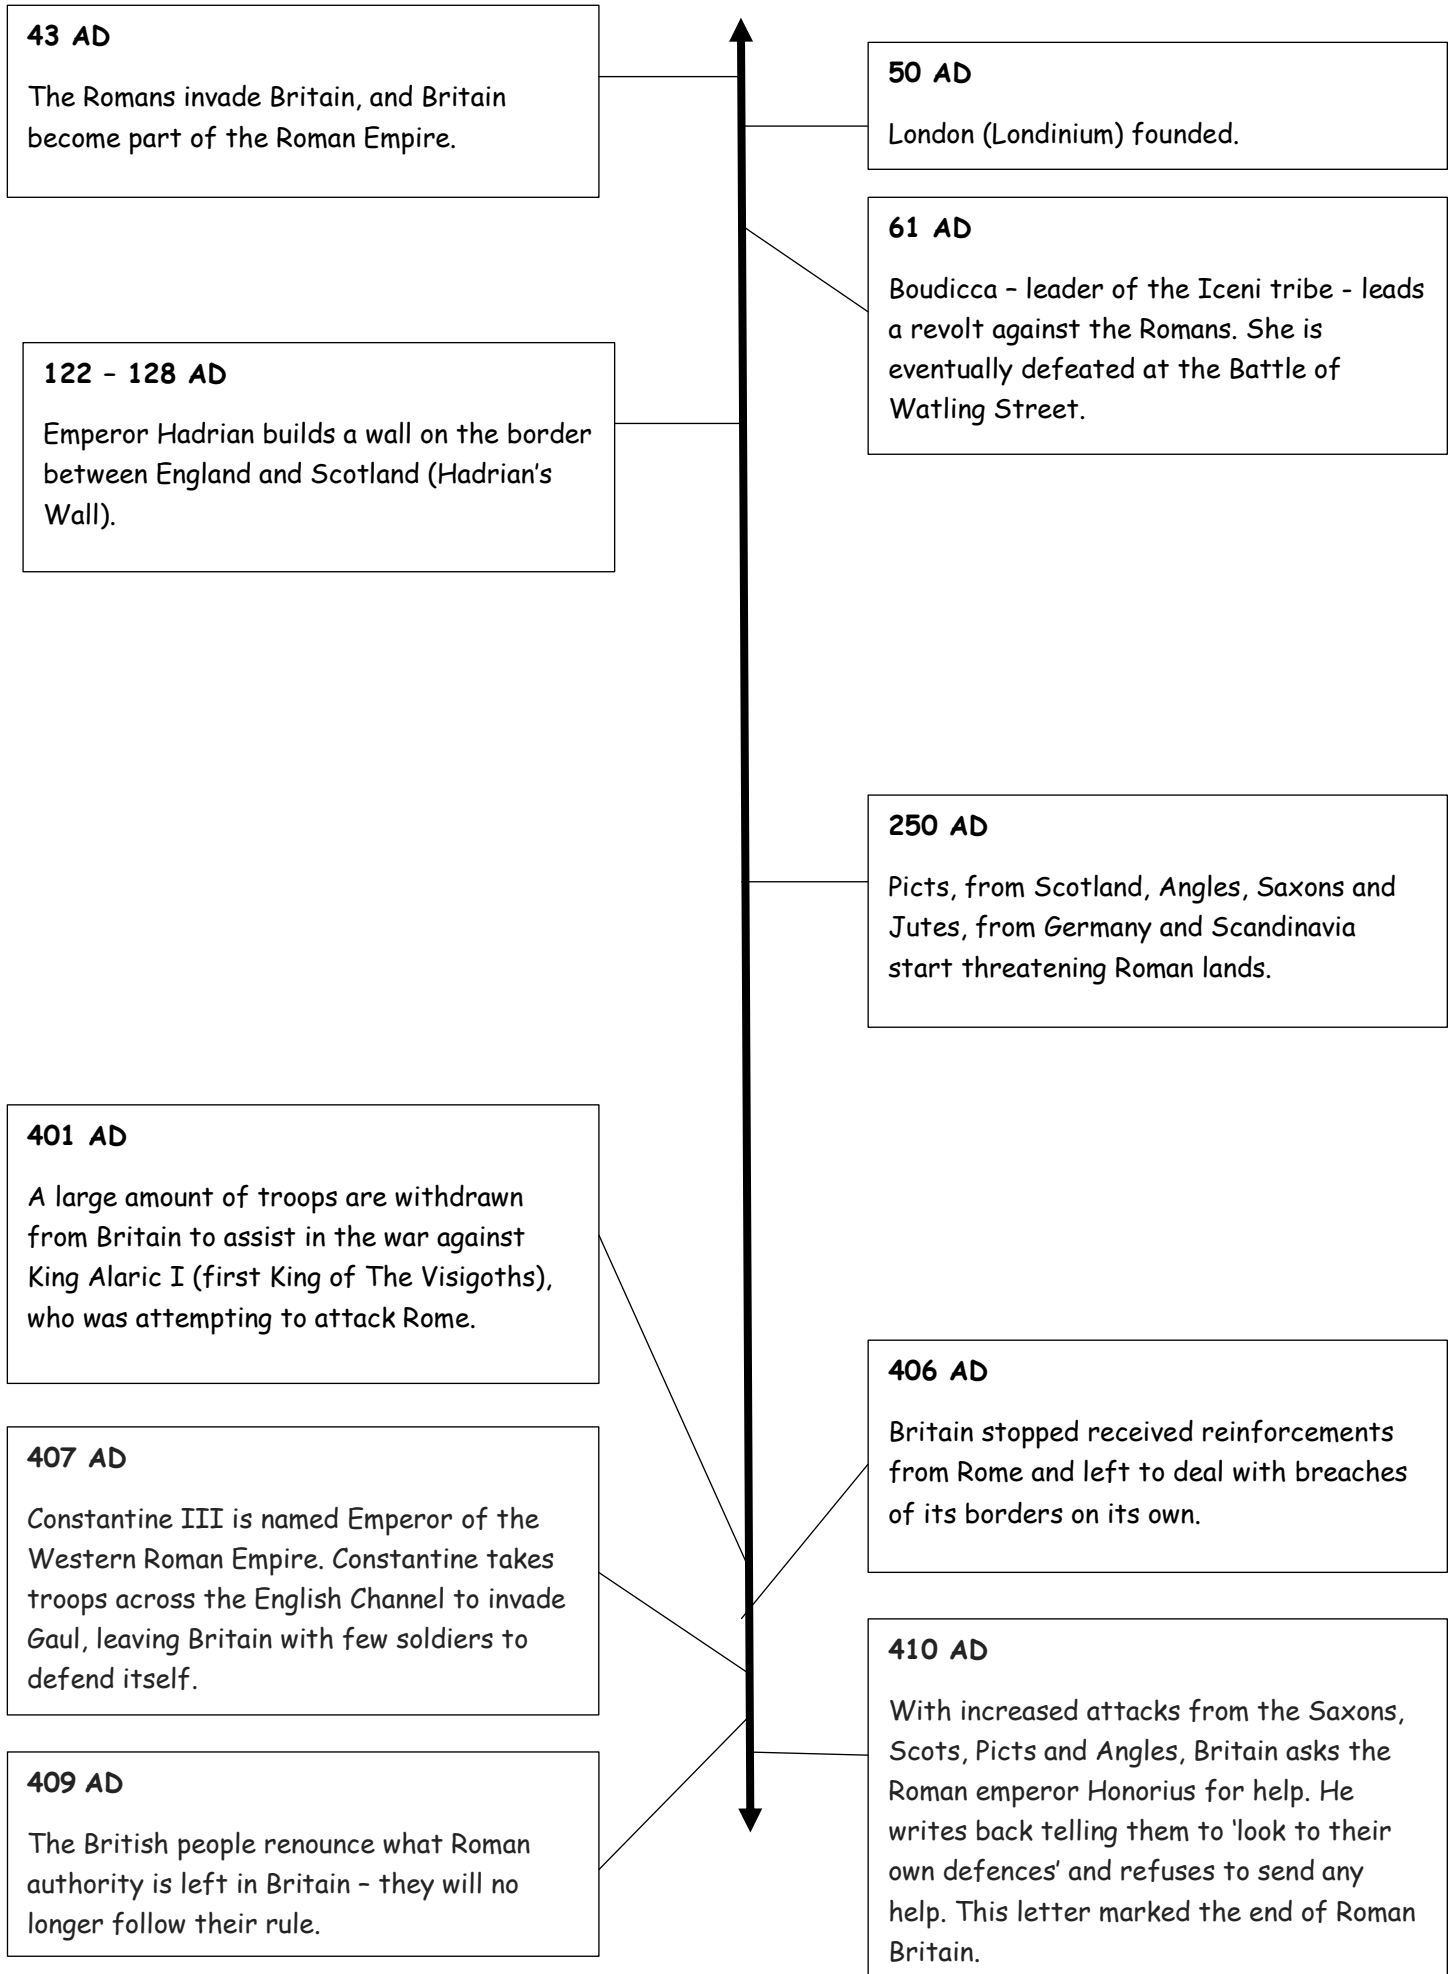 43 AD
The Romans invade Britain, and Britain
become part of the Roman Empire.
50 AD
London (Londinium) founded.
61 AD
Boudicca – leader of the Iceni tribe - leads
a revolt against the Romans. She is
eventually defeated at the Battle of
Watling Street.
122 – 128 AD
Emperor Hadrian builds a wall on the border
between England and Scotland (Hadrian's
Wall).
250 AD
Picts, from Scotland, Angles, Saxons and
Jutes, from Germany and Scandinavia
start threatening Roman lands.
401 AD
A large amount of troops are withdrawn
from Britain to assist in the war against
King Alaric I (first King of The Visigoths),
who was attempting to attack Rome.
406 AD
Britain stopped received reinforcements
from Rome and left to deal with breaches
of its borders on its own.
407 AD
Constantine III is named Emperor of the
Western Roman Empire. Constantine takes
troops across the English Channel to invade
Gaul, leaving Britain with few soldiers to
defend itself.
409 AD
The British people renounce what Roman
authority is left in Britain – they will no
longer follow their rule.
410 AD
With increased attacks from the Saxons,
Scots, Picts and Angles, Britain asks the
Roman emperor Honorius for help. He
writes back telling them to 'look to their
own defences' and refuses to send any
help. This letter marked the end of Roman
Britain.